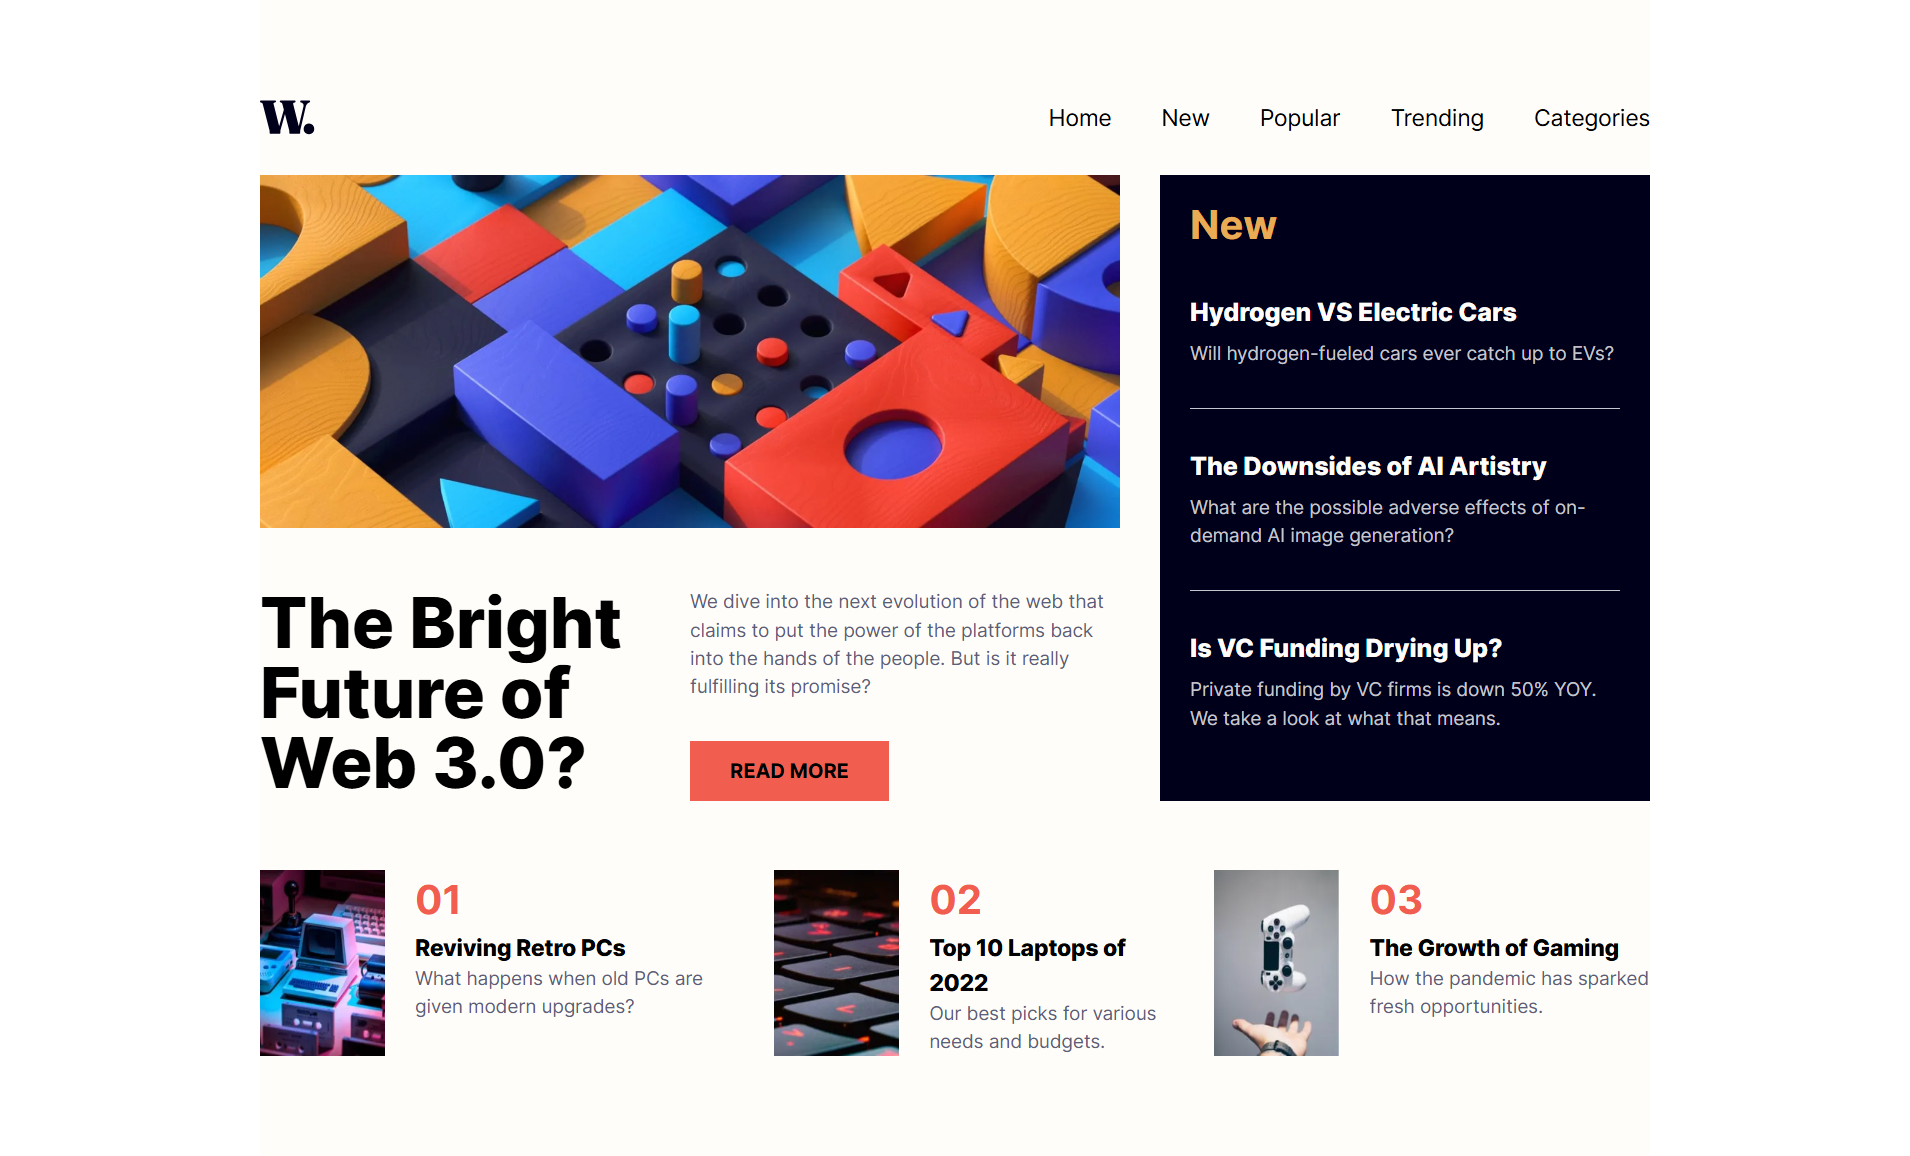 W.
Home New Popular Trending Categories
The Bright
Future of
Web 3.0?
We dive into the next evolution of the web that
claims to put the power of the platforms back
into the hands of the people. But is it really
fulfilling its promise?
READ MORE
New
Hydrogen VS Electric Cars
Will hydrogen-fueled cars ever catch up to EVs?
The Downsides of AI Artistry
What are the possible adverse effects of on-
demand AI image generation?
Is VC Funding Drying Up?
Private funding by VC firms is down 50% YOY.
We take a look at what that means.
01
Reviving Retro PCs
What happens when old PCs are
given modern upgrades?
02
Top 10 Laptops of
2022
Our best picks for various
needs and budgets.
03
The Growth of Gaming
How the pandemic has sparked
fresh opportunities.